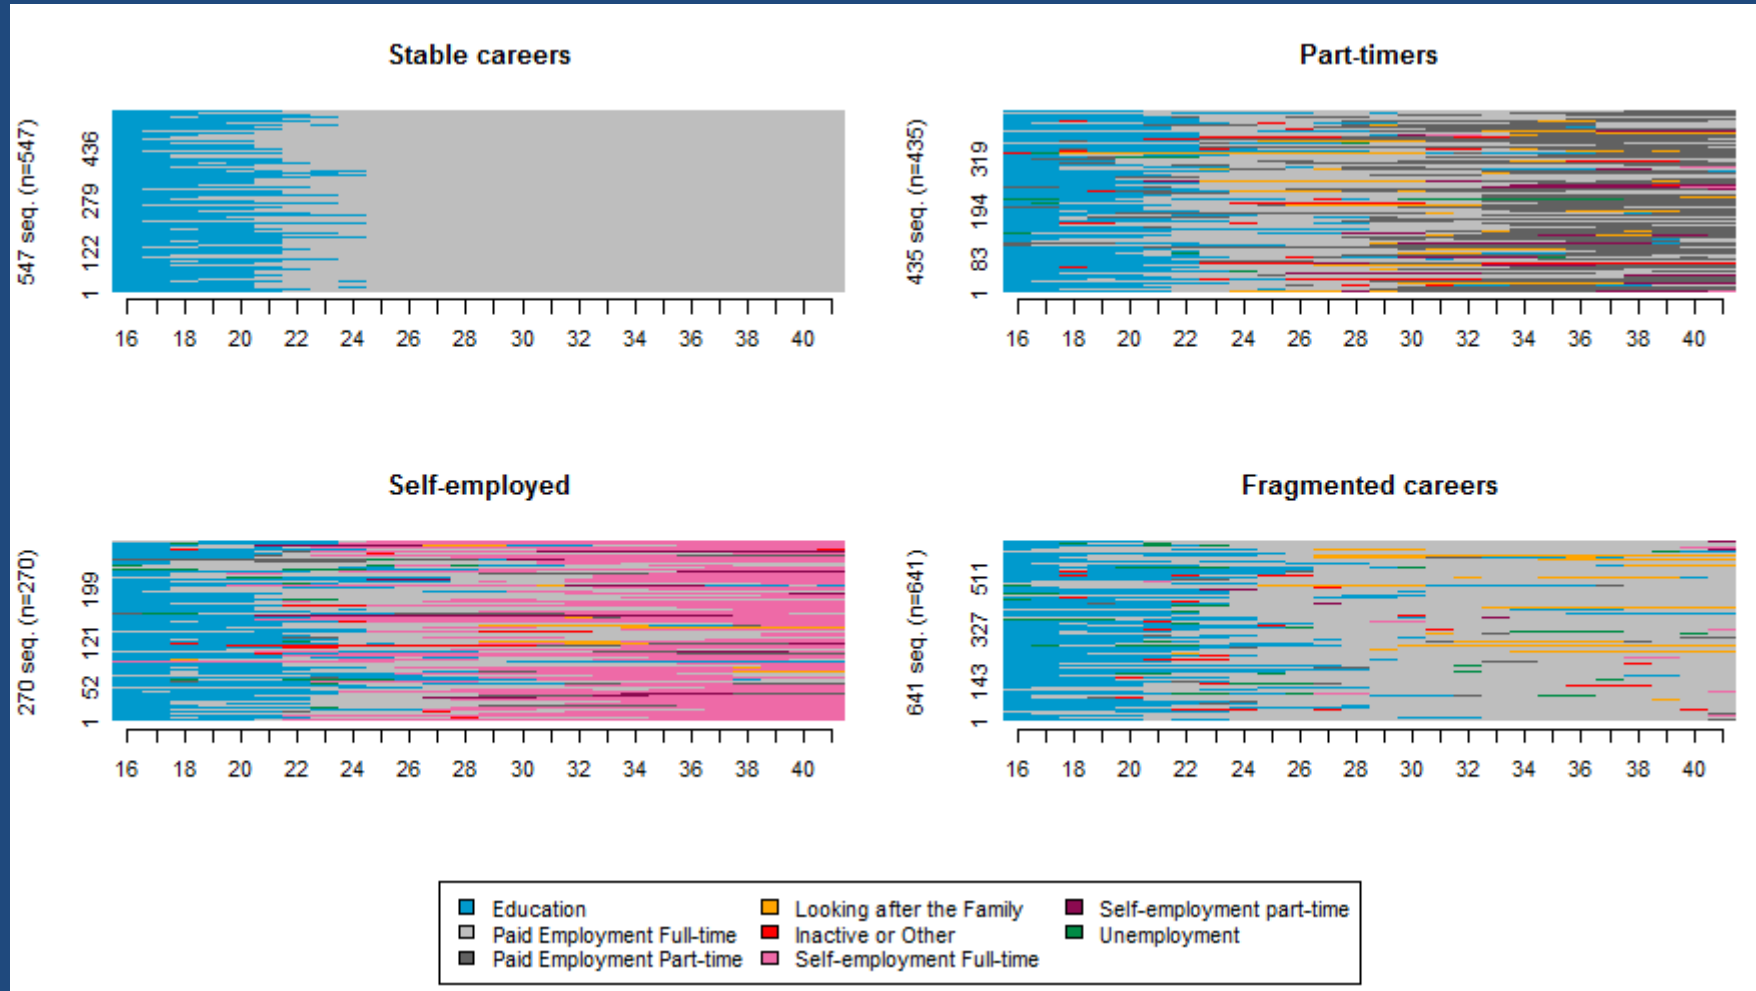 Stable careers
547 seq. (n=547)
436
279
122
1
16 18 20 22 24 26 28 30 32 34 36 38 40
Part-timers
435 seq. (n=435)
319
194
83
1
16 18 20 22 24 26 28 30 32 34 36 38 40
Self-employed
270 seq. (n=270)
199
121
52
1
16 18 20 22 24 26 28 30 32 34 36 38 40
Fragmented careers
641 seq. (n=641)
511
327
143
1
16 18 20 22 24 26 28 30 32 34 36 38 40
Education
Paid Employment Full-time
Paid Employment Part-time
Looking after the Family
Inactive or Other
Self-employment Full-time
Self-employment part-time
Unemployment